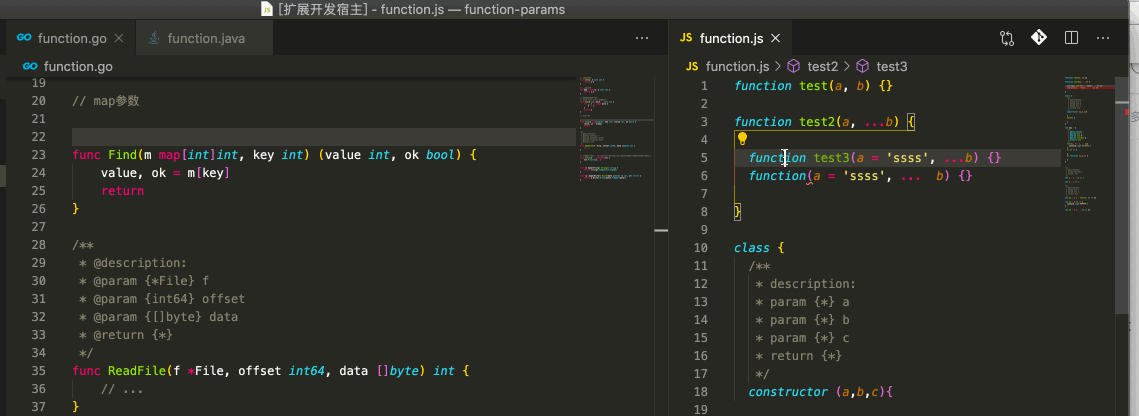 [扩展开发宿主] - function.js — function-params
function.go
function.java
function.go
19
20 // map参数
21
22
23 func Find(m map[int]int, key int) (value int, ok bool) {
24 value, ok = m[key]
25 return
26 }
27
28 /**
29 * @description:
30 * @param {*File} f
31 * @param {int64} offset
32 * @param {[]byte} data
33 * @return {*}
34 */
35 func ReadFile(f *File, offset int64, data []byte) int {
36 // ...
37 }
JS function.js
JS function.js > test2 > test3
1 function test(a, b) {}
2
3 function test2(a, ...b) {
4
5 function test3(a = 'ssss', ...b) {}
6 function(a = 'ssss', ... b) {}
7
8 }
9
10 class {
11 /**
12 * description:
13 * param {*} a
14 * param {*} b
15 * param {*} c
16 * return {*}
17 */
18 constructor (a,b,c){
19